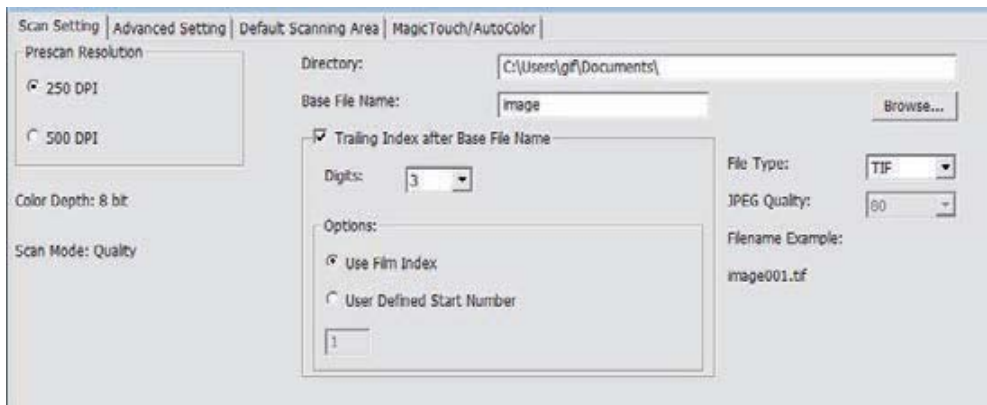 Scan Setting Advanced Setting Default Scanning Area MagicTouch/AutoColor
Prescan Resolution
250 DPI
500 DPI
Color Depth: 8 bit
Scan Mode: Quality
Directory: C:\Users\gif\Documents\
Base File Name: image
Browse...
Trailing Index after Base File Name
Digits: 3
Options:
Use Film Index
User Defined Start Number
1
File Type: TIF
JPEG Quality: 80
Filename Example:
image001.tif